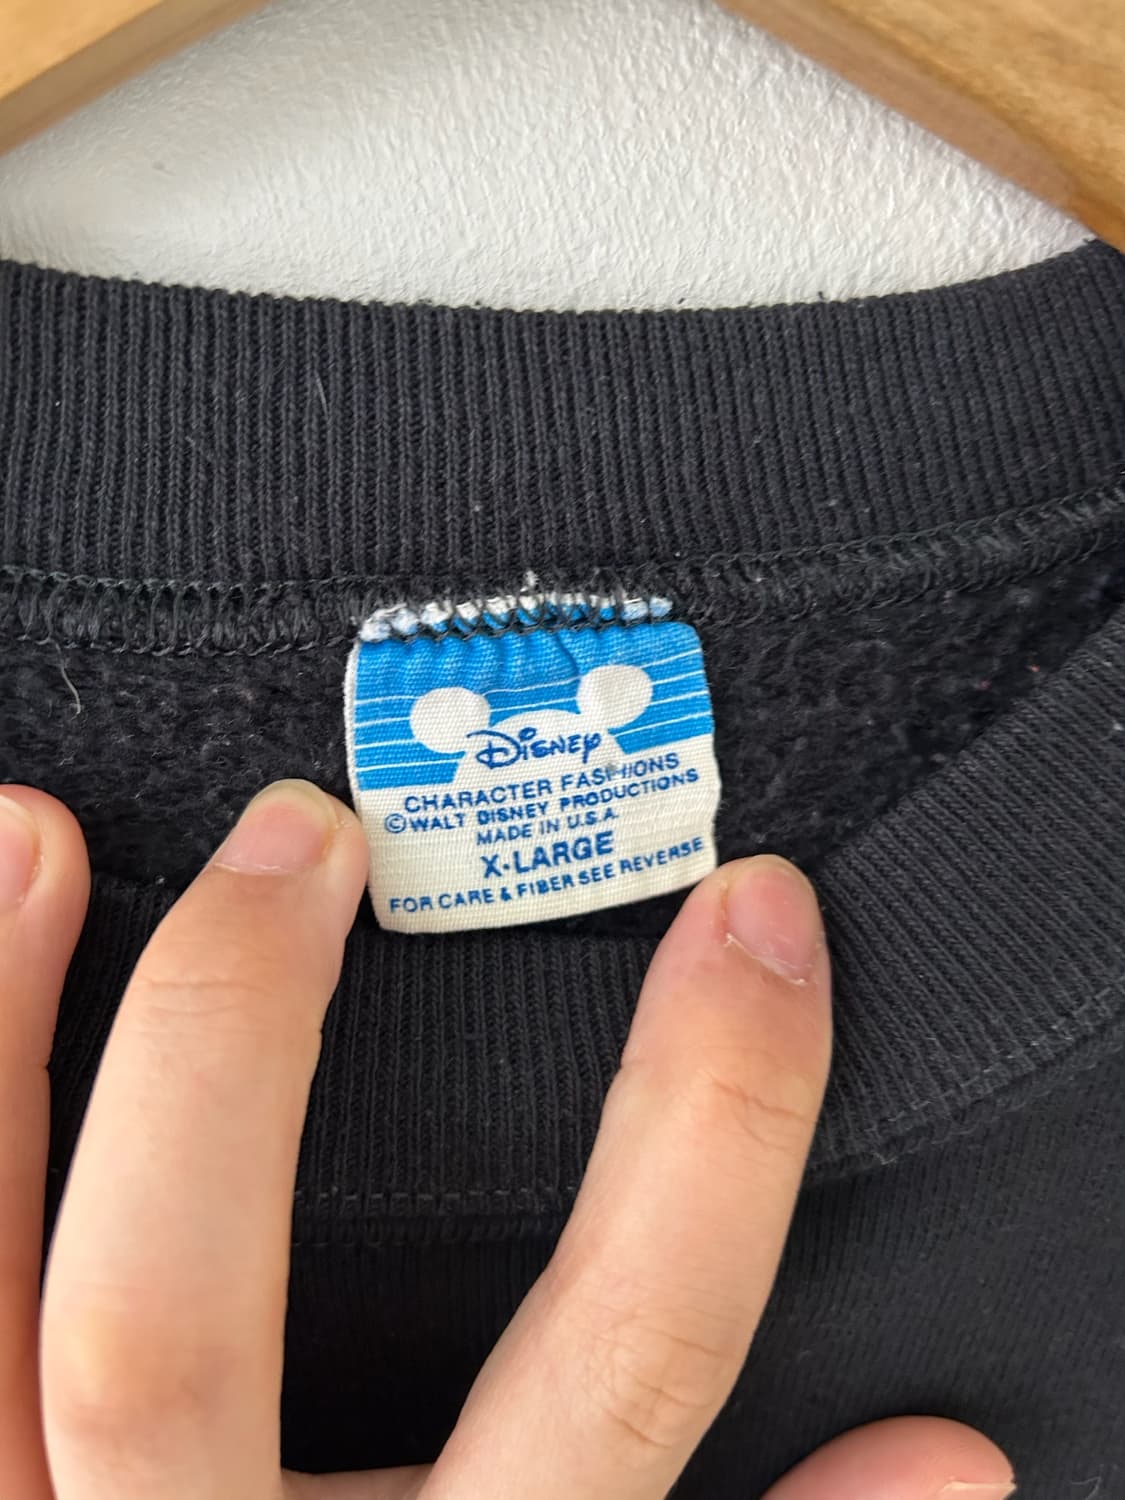 Disney
CHARACTER FASHIONS
©WALT DISNEY PRODUCTIONS
MADE IN U.S.A.
X-LARGE
FOR CARE & FIBER SEE REVERSE